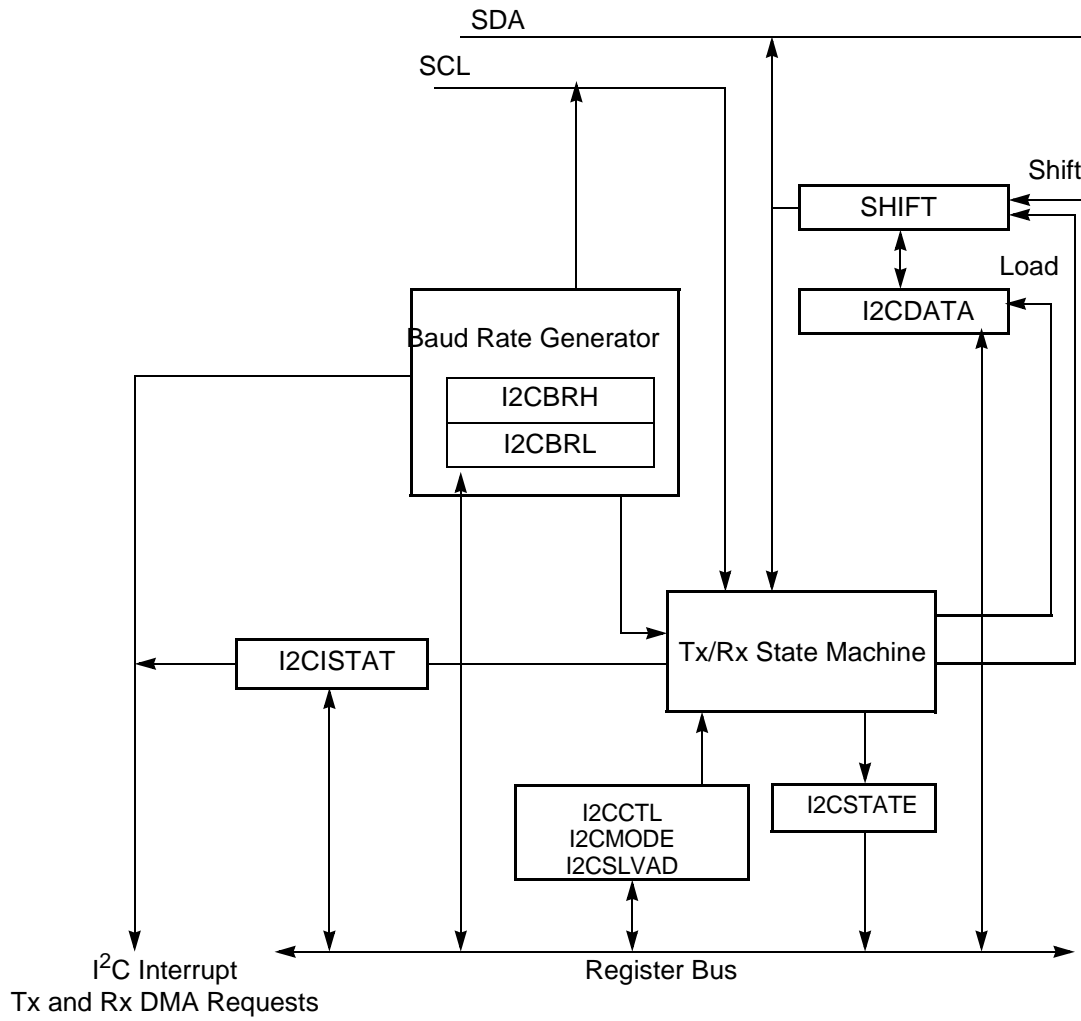 SDA
SCL
Shift
SHIFT
Load
I2CDATA
Baud Rate Generator
I2CBRH
I2CBRL
I2CISTAT
Tx/Rx State Machine
I2CCTL
I2CMODE
I2CSLVAD
I2CSTATE
I²C Interrupt
Tx and Rx DMA Requests
Register Bus